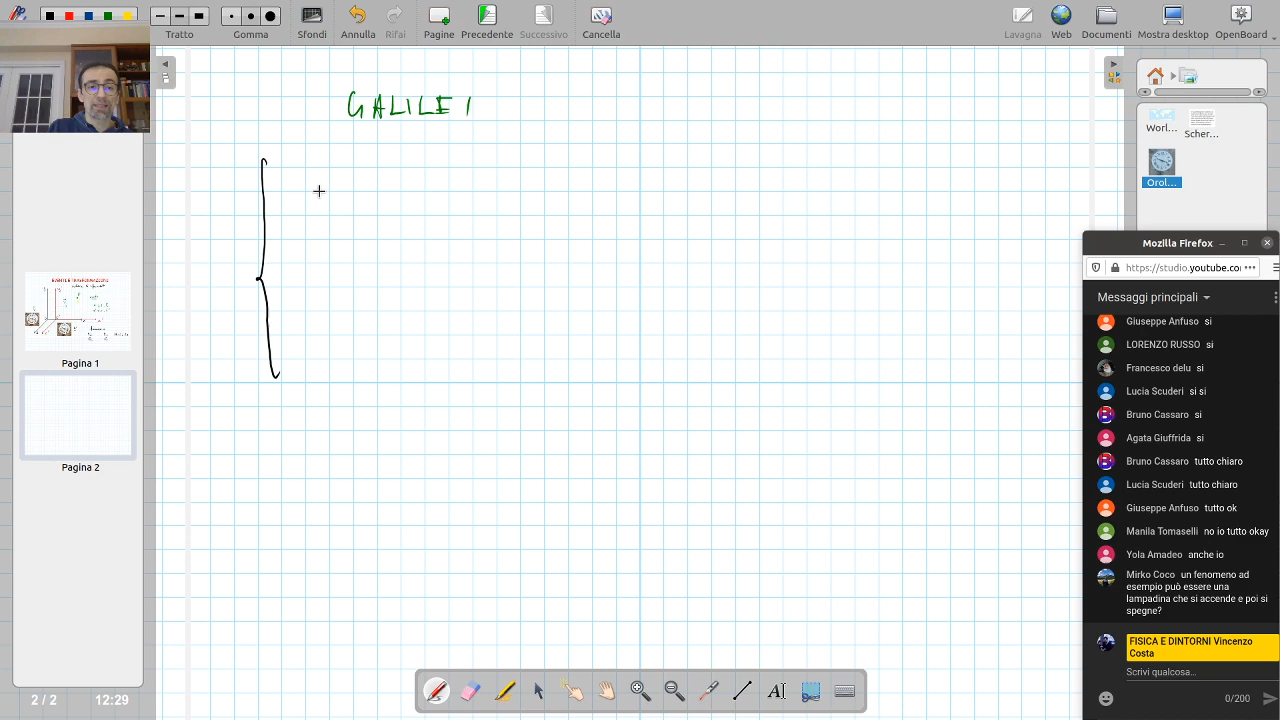 Tratto
Gomma
Sfondi
Annulla
Rifai
Pagine
Precedente
Successivo
Cancella
Lavagna
Web
Documenti
Mostra desktop
OpenBoard
GALILEI
Pagina 1
Pagina 2
2 / 2
12:29
Worl...
Scher...
Orol...
Mozilla Firefox
https://studio.youtube.co
Messaggi principali
Giuseppe Anfuso si
LORENZO RUSSO si
Francesco delu si
Lucia Scuderi si si
Bruno Cassaro si
Agata Giuffrida si
Bruno Cassaro tutto chiaro
Lucia Scuderi tutto chiaro
Giuseppe Anfuso tutto ok
Manila Tomaselli no io tutto okay
Yola Amadeo anche io
Mirko Coco un fenomeno ad
esempio può essere una
lampadina che si accende e poi si
spegne?
FISICA E DINTORNI Vincenzo
Costa
Scrivi qualcosa...
0/200